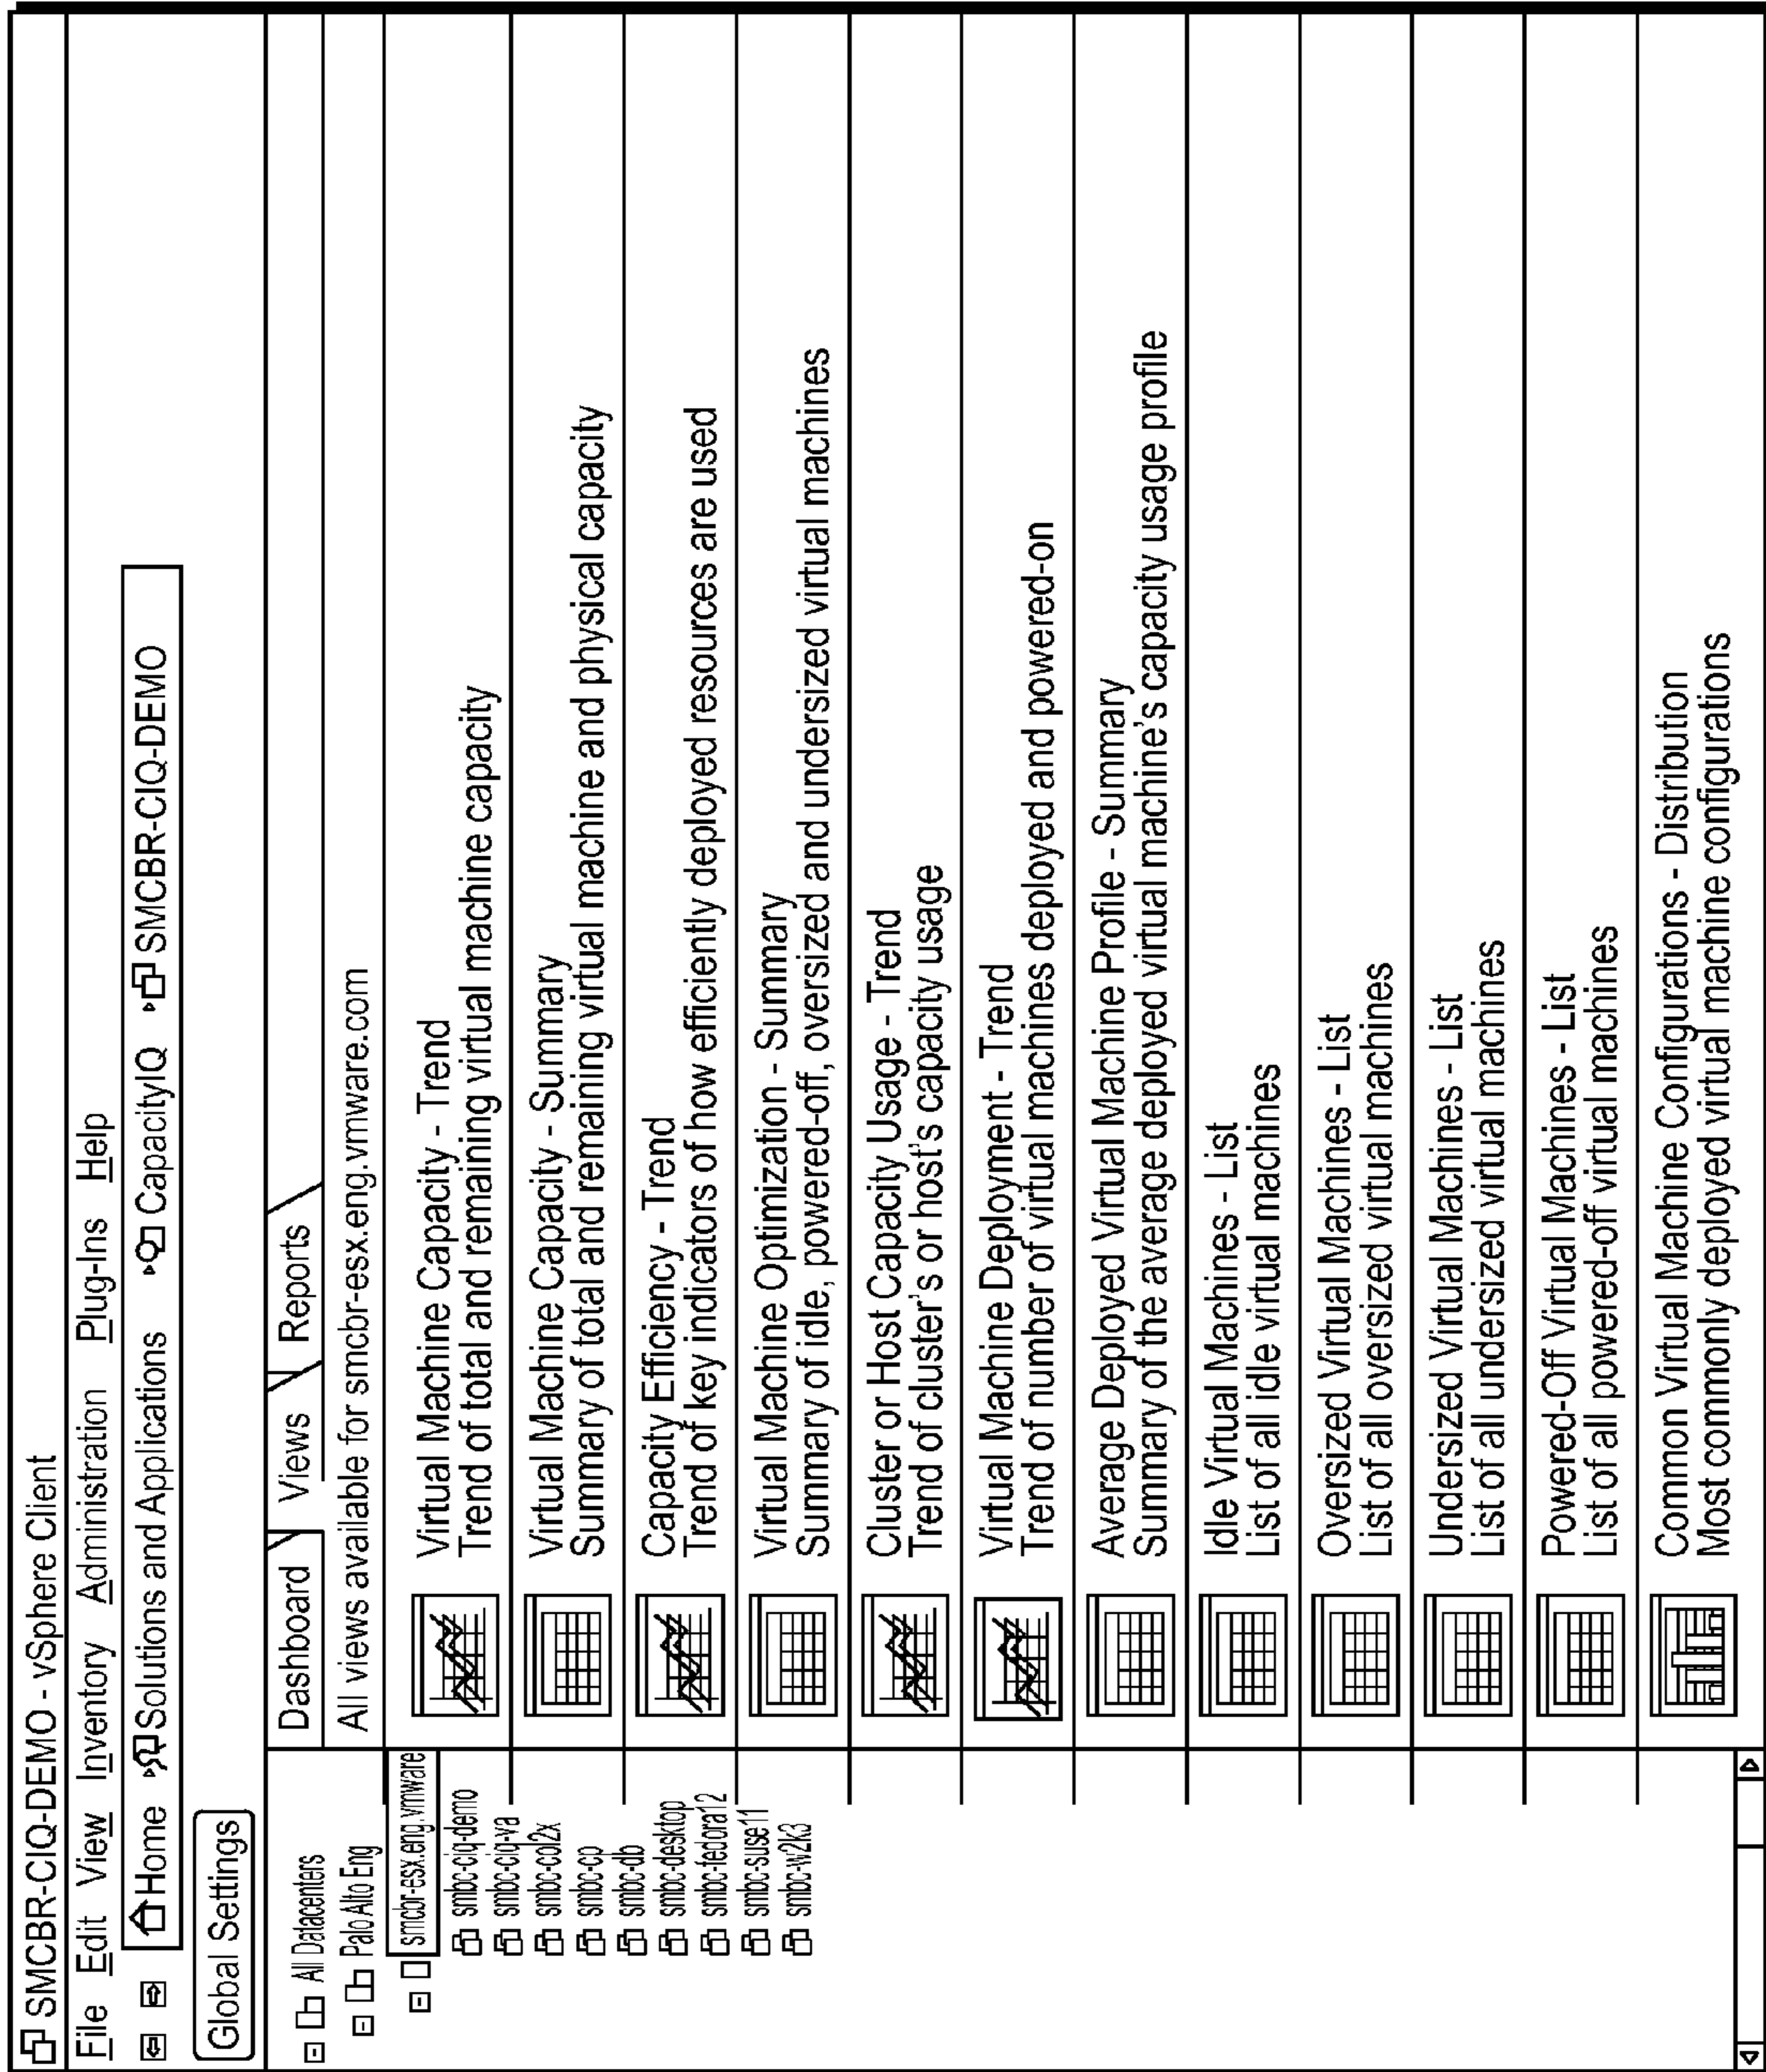 SMCBR-CIQ-DEMO - vSphere Client
File Edit View Inventory Administration Plug-Ins Help
Home Solutions and Applications CapacityIQ SMCBR-CIQ-DEMO
Global Settings
All Datacenters
Palo Alto Eng
smcbr-esx.eng.vmware
smbc-ciq-demo
smbc-ciq-va
smbc-col2x
smbc-cp
smbc-db
smbc-desktop
smbc-fedora12
smbc-suse11
smbc-w2k3
Dashboard Views Reports
All views available for smcbr-esx.eng.vmware.com
Virtual Machine Capacity - Trend
Trend of total and remaining virtual machine capacity
Virtual Machine Capacity - Summary
Summary of total and remaining virtual machine and physical capacity
Capacity Efficiency - Trend
Trend of key indicators of how efficiently deployed resources are used
Virtual Machine Optimization - Summary
Summary of idle, powered-off, oversized and undersized virtual machines
Cluster or Host Capacity Usage - Trend
Trend of cluster's or host's capacity usage
Virtual Machine Deployment - Trend
Trend of number of virtual machines deployed and powered-on
Average Deployed Virtual Machine Profile - Summary
Summary of the average deployed virtual machine's capacity usage profile
Idle Virtual Machines - List
List of all idle virtual machines
Oversized Virtual Machines - List
List of all oversized virtual machines
Undersized Virtual Machines - List
List of all undersized virtual machines
Powered-Off Virtual Machines - List
List of all powered-off virtual machines
Common Virtual Machine Configurations - Distribution
Most commonly deployed virtual machine configurations